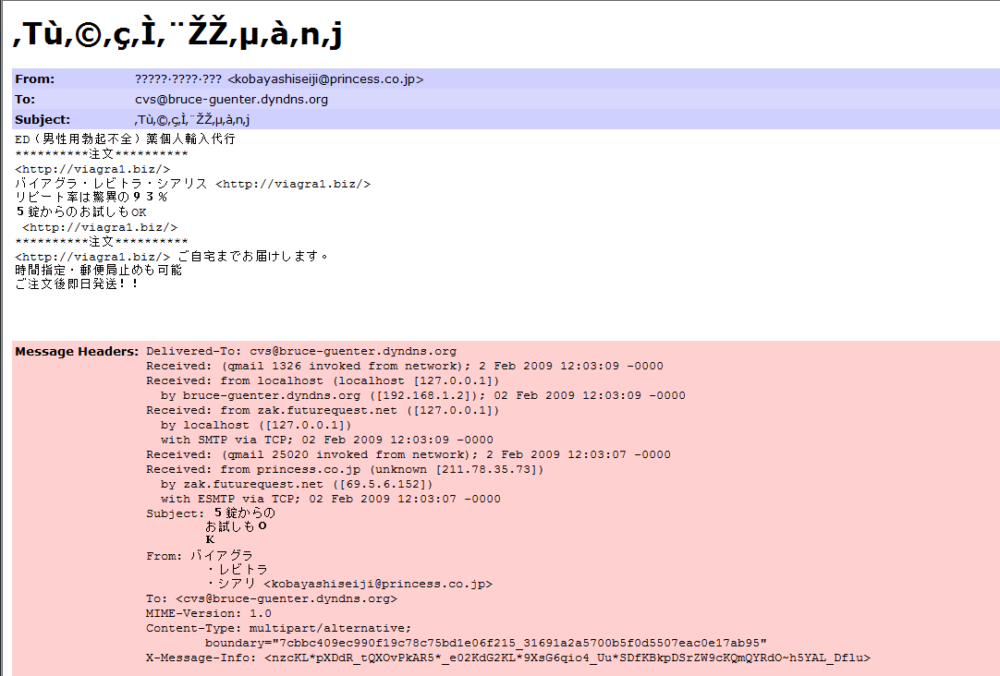 ‚Tù‚©‚ç‚Ì‚¨ŽŽ‚µ‚à‚n‚j
From: ?????·????·??? <kobayashiseiji@princess.co.jp>
To: cvs@bruce-guenter.dyndns.org
Subject: ‚Tù‚©‚ç‚Ì‚¨ŽŽ‚µ‚à‚n‚j
ED(男性用勃起不全)薬個人輸入代行
**********注文**********
<http://viagra1.biz/>
バイアグラ・レビトラ・シアリス <http://viagra1.biz/>
リピート率は驚異の９３％
５錠からのお試しもOK
<http://viagra1.biz/>
**********注文**********
<http://viagra1.biz/> ご自宅までお届けします。
時間指定・郵便局止めも可能
ご注文後即日発送！！
Message Headers: Delivered-To: cvs@bruce-guenter.dyndns.org
Received: (qmail 1326 invoked from network); 2 Feb 2009 12:03:09 -0000
Received: from localhost (localhost [127.0.0.1])
by bruce-guenter.dyndns.org ([192.168.1.2]); 02 Feb 2009 12:03:09 -0000
Received: from zak.futurequest.net ([127.0.0.1])
by localhost ([127.0.0.1])
with SMTP via TCP; 02 Feb 2009 12:03:09 -0000
Received: (qmail 25020 invoked from network); 2 Feb 2009 12:03:07 -0000
Received: from princess.co.jp (unknown [211.78.35.73])
by zak.futurequest.net ([69.5.6.152])
with ESMTP via TCP; 02 Feb 2009 12:03:07 -0000
Subject: ５錠からの
お試しもＯ
Ｋ
From: バイアグラ
・レビトラ
・シアリ <kobayashiseiji@princess.co.jp>
To: <cvs@bruce-guenter.dyndns.org>
MIME-Version: 1.0
Content-Type: multipart/alternative;
boundary="7cbbc409ec990f19c78c75bd1e06f215_31691a2a5700b5f0d5507eac0e17ab95"
X-Message-Info: <nzcKL*pXDdR_tQXOvPkAR5*_e02KdG2KL*9XsG6qio4_Uu*SDfKBkpDSrZW9cKQmQYRdO~h5YAL_Dflu>